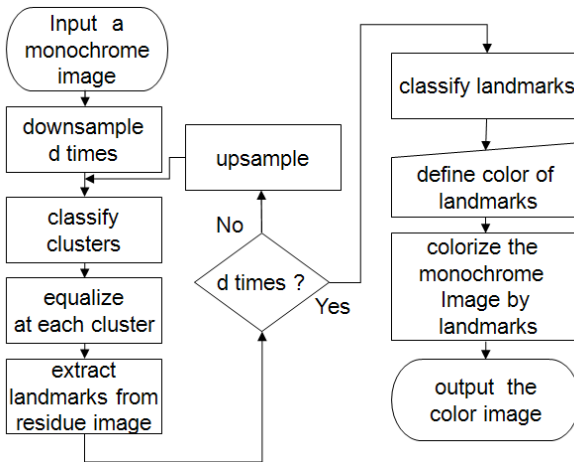 Input a
monochrome
image
downsample
d times
classify
clusters
equalize
at each cluster
extract
landmarks from
residue image
upsample
No
d times ?
Yes
classify landmarks
define color of
landmarks
colorize the
monochrome
Image by
landmarks
output the
color image